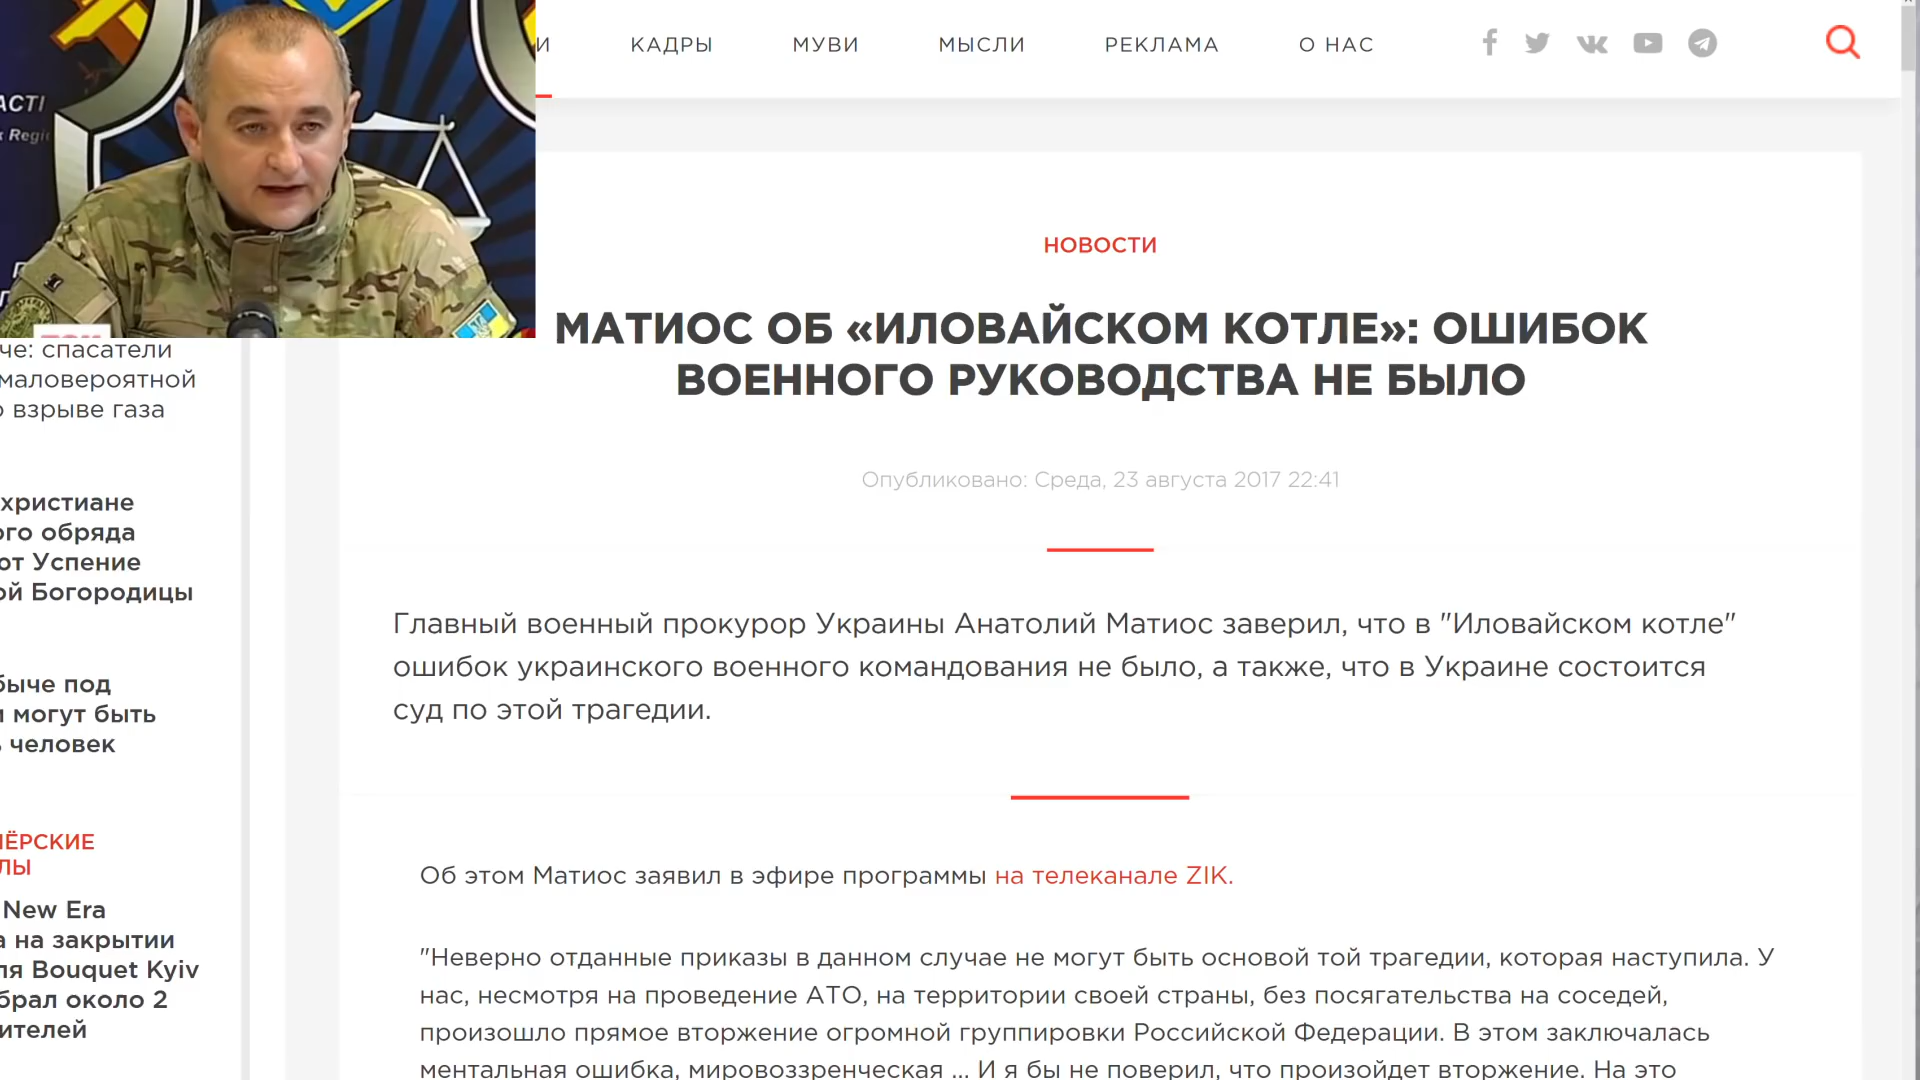 АСТІ
Regi
И
КАДРЫ
МУВИ
МЫСЛИ
РЕКЛАМА
О НАС
НОВОСТИ
МАТИОС ОБ «ИЛОВАЙСКОМ КОТЛЕ»: ОШИБОК
ВОЕННОГО РУКОВОДСТВА НЕ БЫЛО
Опубликовано: Среда, 23 августа 2017 22:41
Главный военный прокурор Украины Анатолий Матиос заверил, что в "Иловайском котле"
ошибок украинского военного командования не было, а также, что в Украине состоится
суд по этой трагедии.
Об этом Матиос заявил в эфире программы на телеканале ZIK.
"Неверно отданные приказы в данном случае не могут быть основой той трагедии, которая наступила. У
нас, несмотря на проведение АТО, на территории своей страны, без посягательства на соседей,
произошло прямое вторжение огромной группировки Российской Федерации. В этом заключалась
ментальная ошибка, мировоззренческая ... И я бы не поверил, что произойдет вторжение. На это
че: спасатели
маловероятной
о взрыве газа
христиане
ого обряда
ют Успение
ой Богородицы
быче под
и могут быть
ь человек
НЁРСКИЕ
ЛЫ
New Era
а на закрытии
ля Bouquet Kyiv
брал около 2
ителей